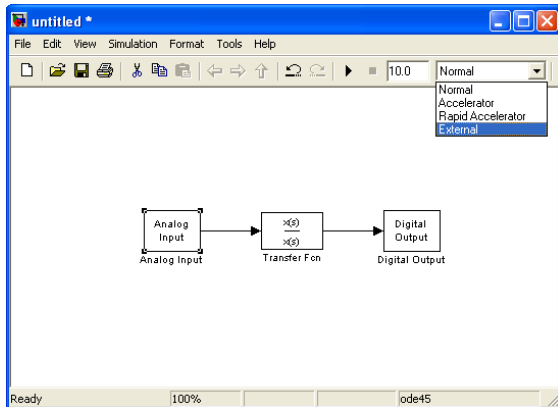 untitled *
File Edit View Simulation Format Tools Help
10.0 Normal
Normal
Accelerator
Rapid Accelerator
External
Analog
Input
Analog Input
x(s)
x(s)
Transfer Fcn
Digital
Output
Digital Output
Ready 100% ode45